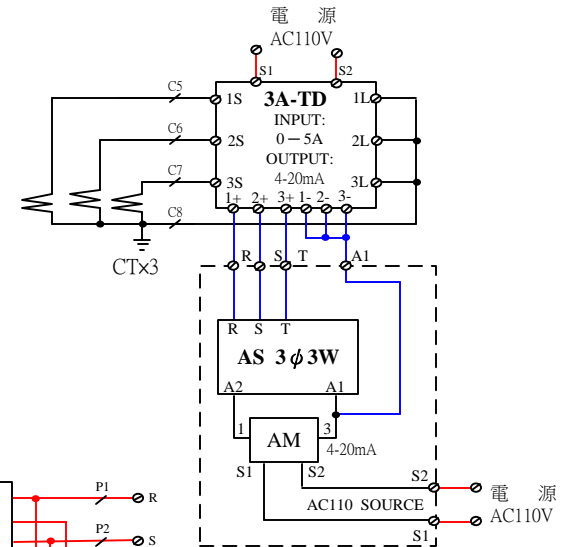 電 源
AC110V
S1 S2
C5
1S
3A-TD
1L
INPUT:
0－5A
C6
2S
2L
OUTPUT:
4-20mA
C7
3S
3L
1+ 2+ 3+ 1- 2- 3-
C8
CT×3
R S T A1
R S T
AS 3φ3W
A2 A1
1 AM 3
4-20mA
S1 S2
S2
AC110 SOURCE
S1
電 源
AC110V
P1 R
P2 S